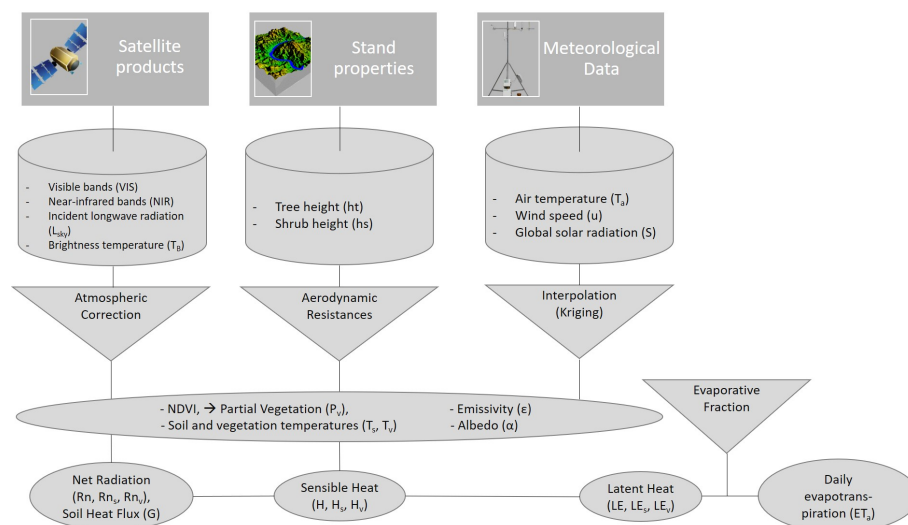 Satellite
products
Stand
properties
Meteorological
Data
- Visible bands (VIS)
- Near-infrared bands (NIR)
- Incident longwave radiation
(Lsky)
- Brightness temperature (TB)
- Tree height (ht)
- Shrub height (hs)
- Air temperature (Ta)
- Wind speed (u)
- Global solar radiation (S)
Atmospheric
Correction
Aerodynamic
Resistances
Interpolation
(Kriging)
- NDVI, → Partial Vegetation (Pv),
- Soil and vegetation temperatures (Ts, Tv)
- Emissivity (ε)
- Albedo (α)
Evaporative
Fraction
Net Radiation
(Rn, Rns, Rnv),
Soil Heat Flux (G)
Sensible Heat
(H, Hs, Hv)
Latent Heat
(LE, LEs, LEv)
Daily
evapotrans-
piration (ETa)